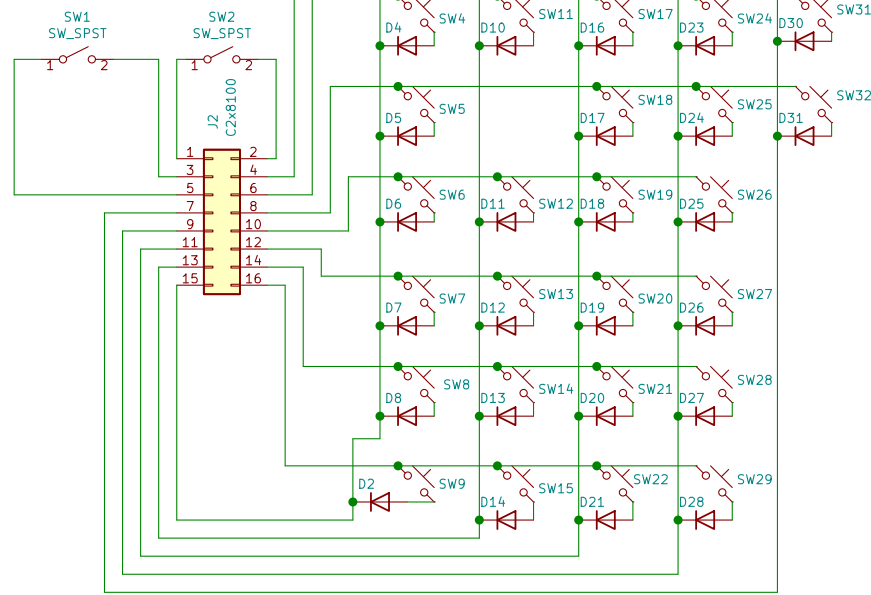 SW1
SW_SPST
1
2
SW2
SW_SPST
1
2
J2
C2x8100
1
2
3
4
5
6
7
8
9
10
11
12
13
14
15
16
SW4
SW11
SW17
SW24
SW31
D4
D10
D16
D23
D30
SW5
SW18
SW25
SW32
D5
D17
D24
D31
SW6
SW12
SW19
SW26
D6
D11
D18
D25
SW7
SW13
SW20
SW27
D7
D12
D19
D26
SW8
SW14
SW21
SW28
D8
D13
D20
D27
SW9
SW15
SW22
SW29
D2
D14
D21
D28